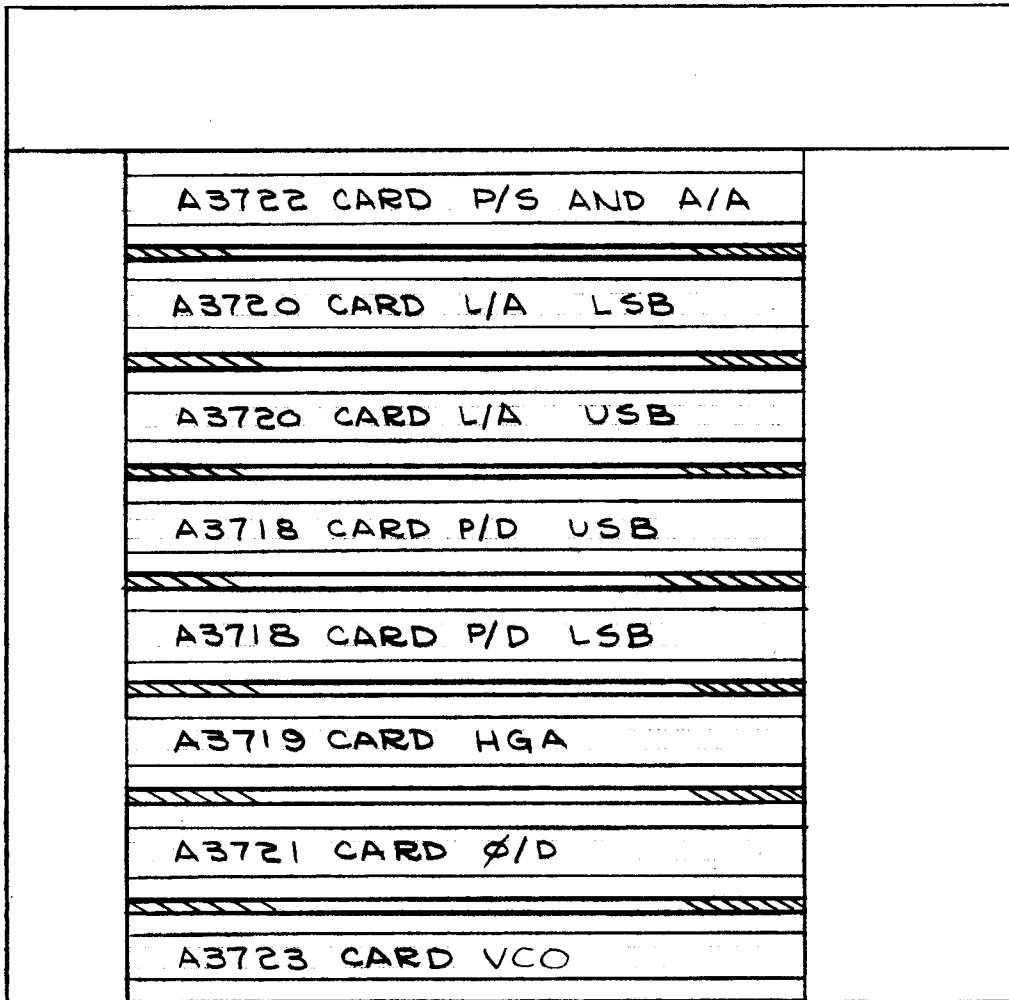 A3722 CARD P/S AND A/A
A3720 CARD L/A LSB
A3720 CARD L/A USB
A3718 CARD P/D USB
A3718 CARD P/D LSB
A3719 CARD HGA
A3721 CARD Ø/D
A3723 CARD VCO